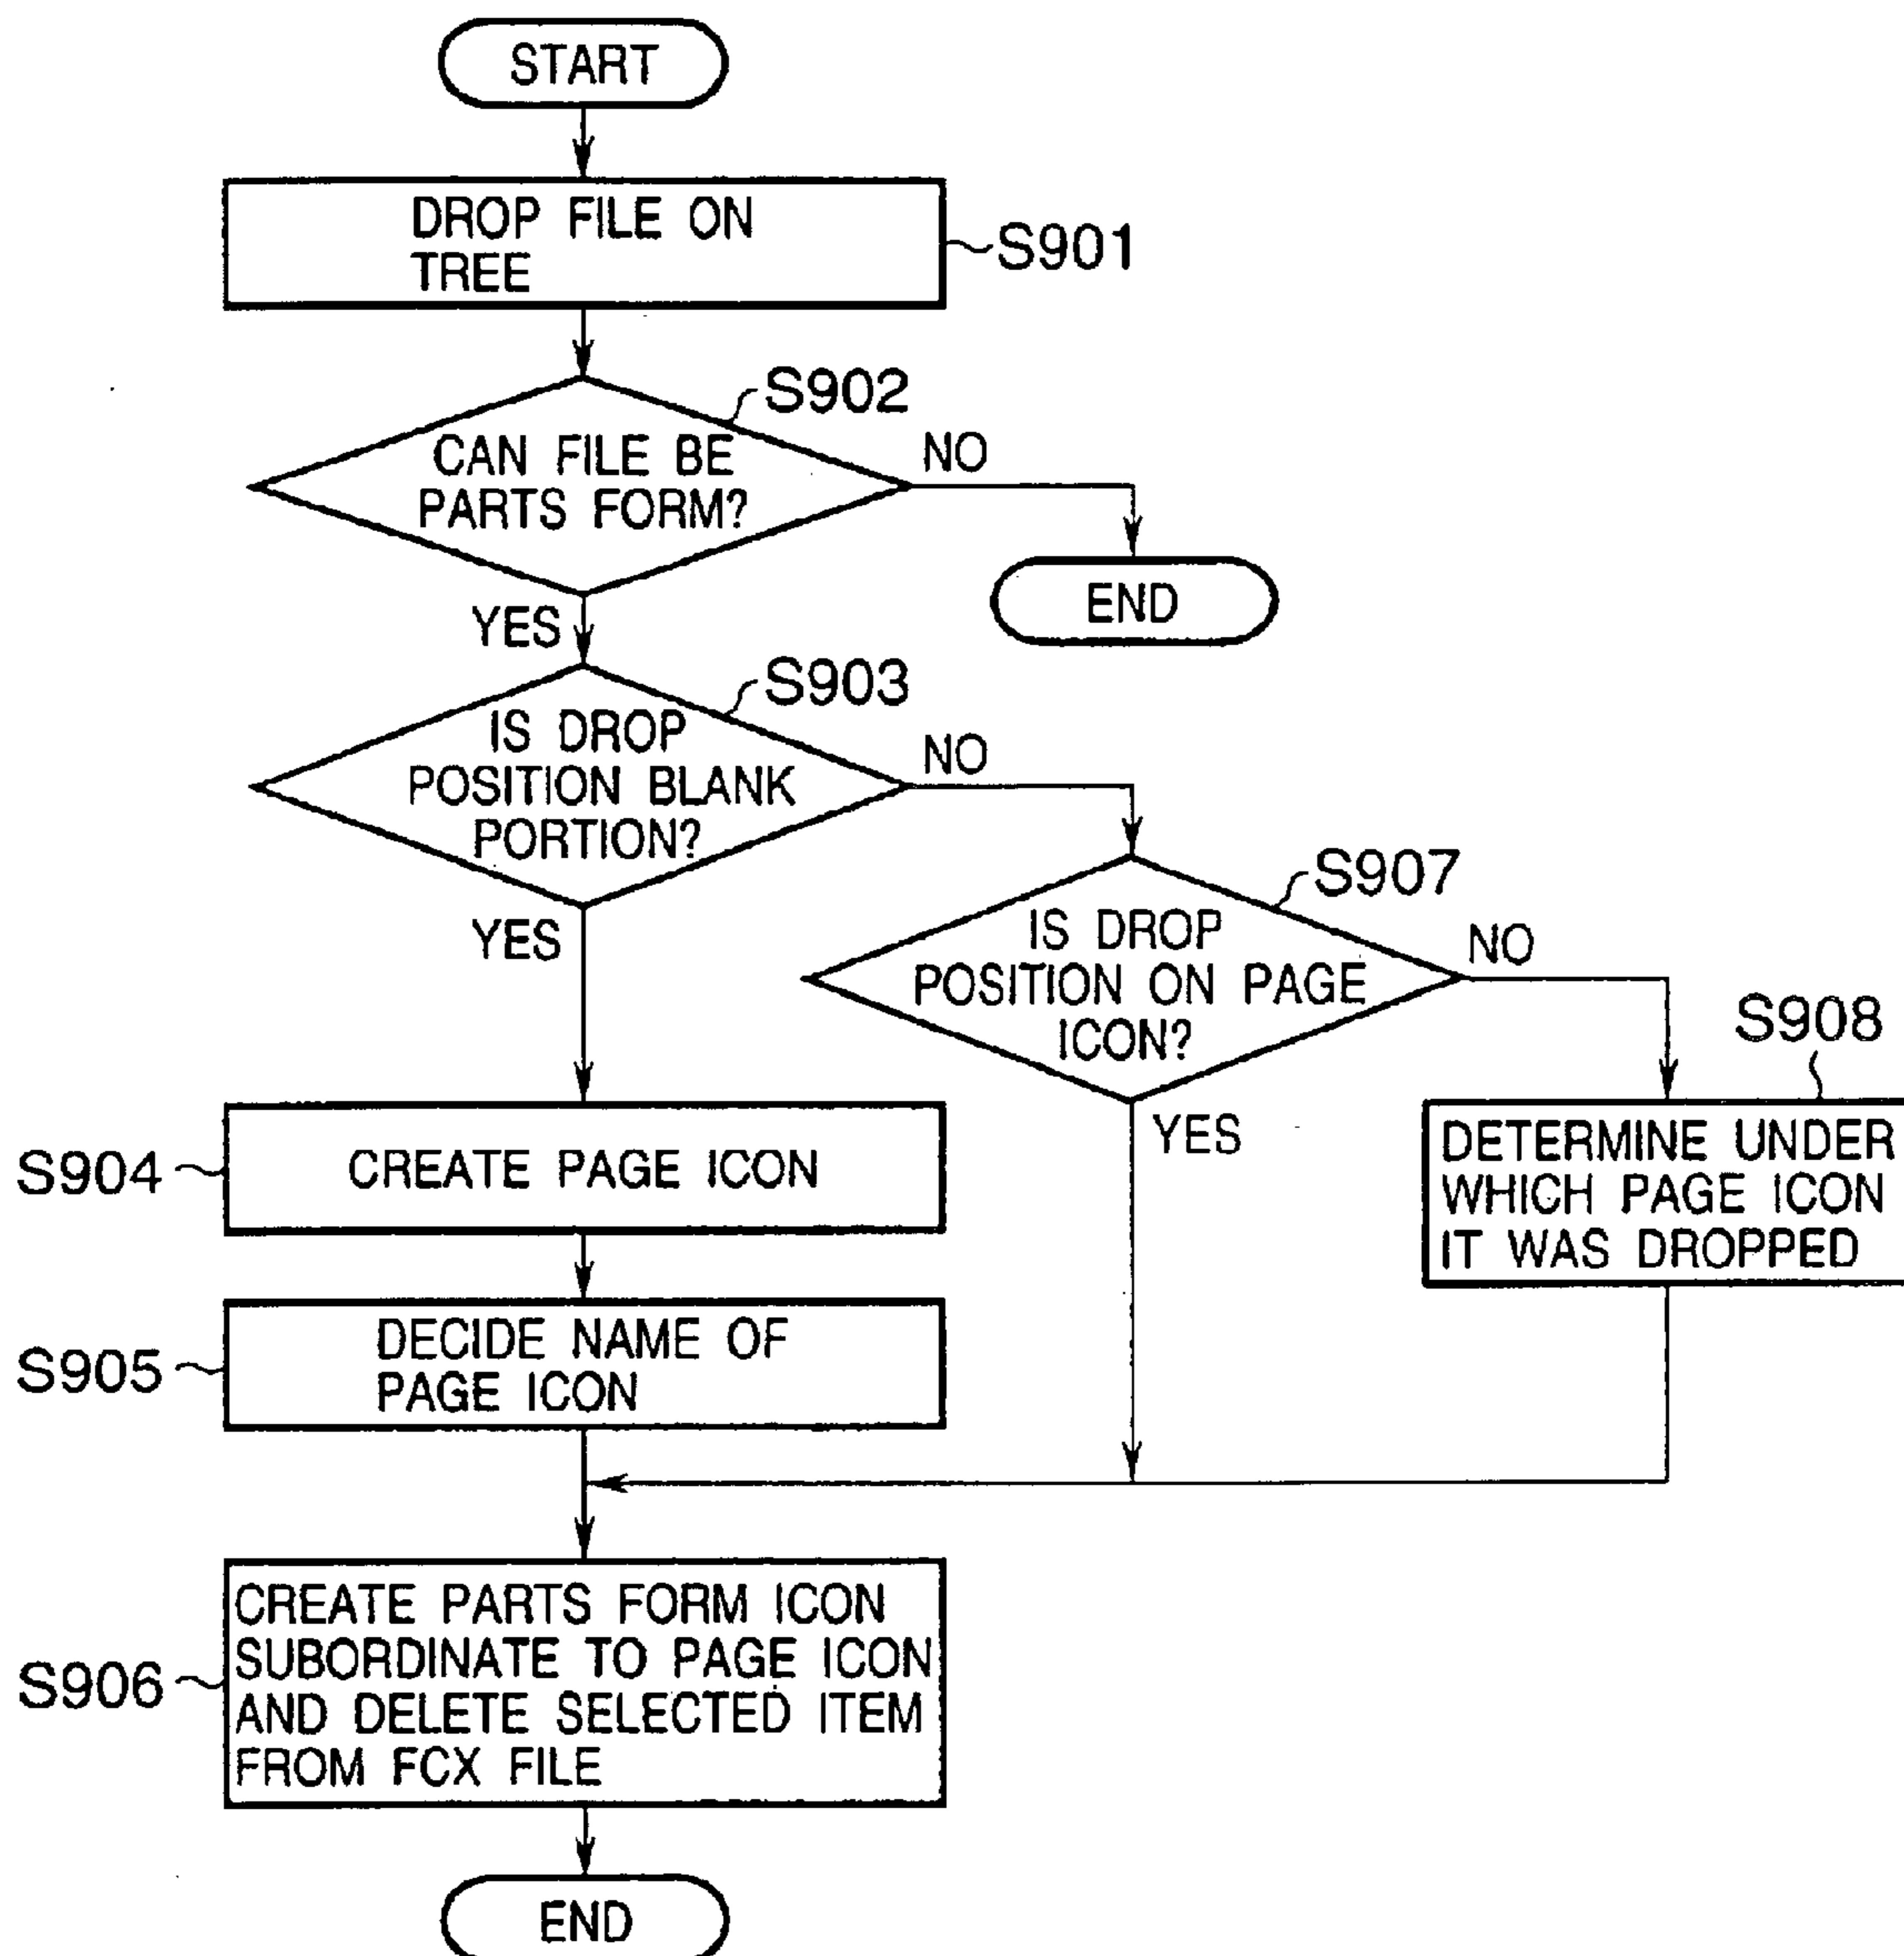 START
DROP FILE ON
TREE
S901
S902
CAN FILE BE
PARTS FORM?
NO
END
YES
S903
IS DROP
POSITION BLANK
PORTION?
NO
YES
S907
IS DROP
POSITION ON PAGE
ICON?
NO
YES
S908
DETERMINE UNDER
WHICH PAGE ICON
IT WAS DROPPED
S904
CREATE PAGE ICON
S905
DECIDE NAME OF
PAGE ICON
S906
CREATE PARTS FORM ICON
SUBORDINATE TO PAGE ICON
AND DELETE SELECTED ITEM
FROM FCX FILE
END